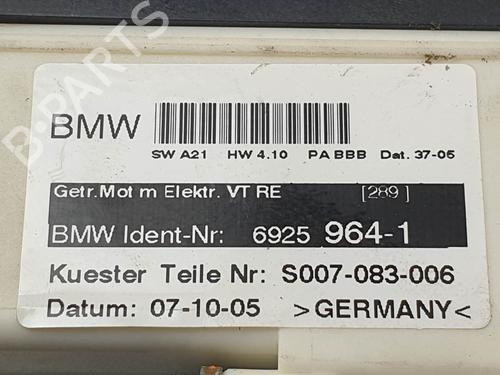 B-PARTS
BMW
SW A21 HW 4.10 PA BBB Dat. 37-05
Getr.Mot m Elektr. VT RE [289]
BMW Ident-Nr: 6925 964-1
Kuester Teile Nr: S007-083-006
Datum: 07-10-05 >GERMANY<